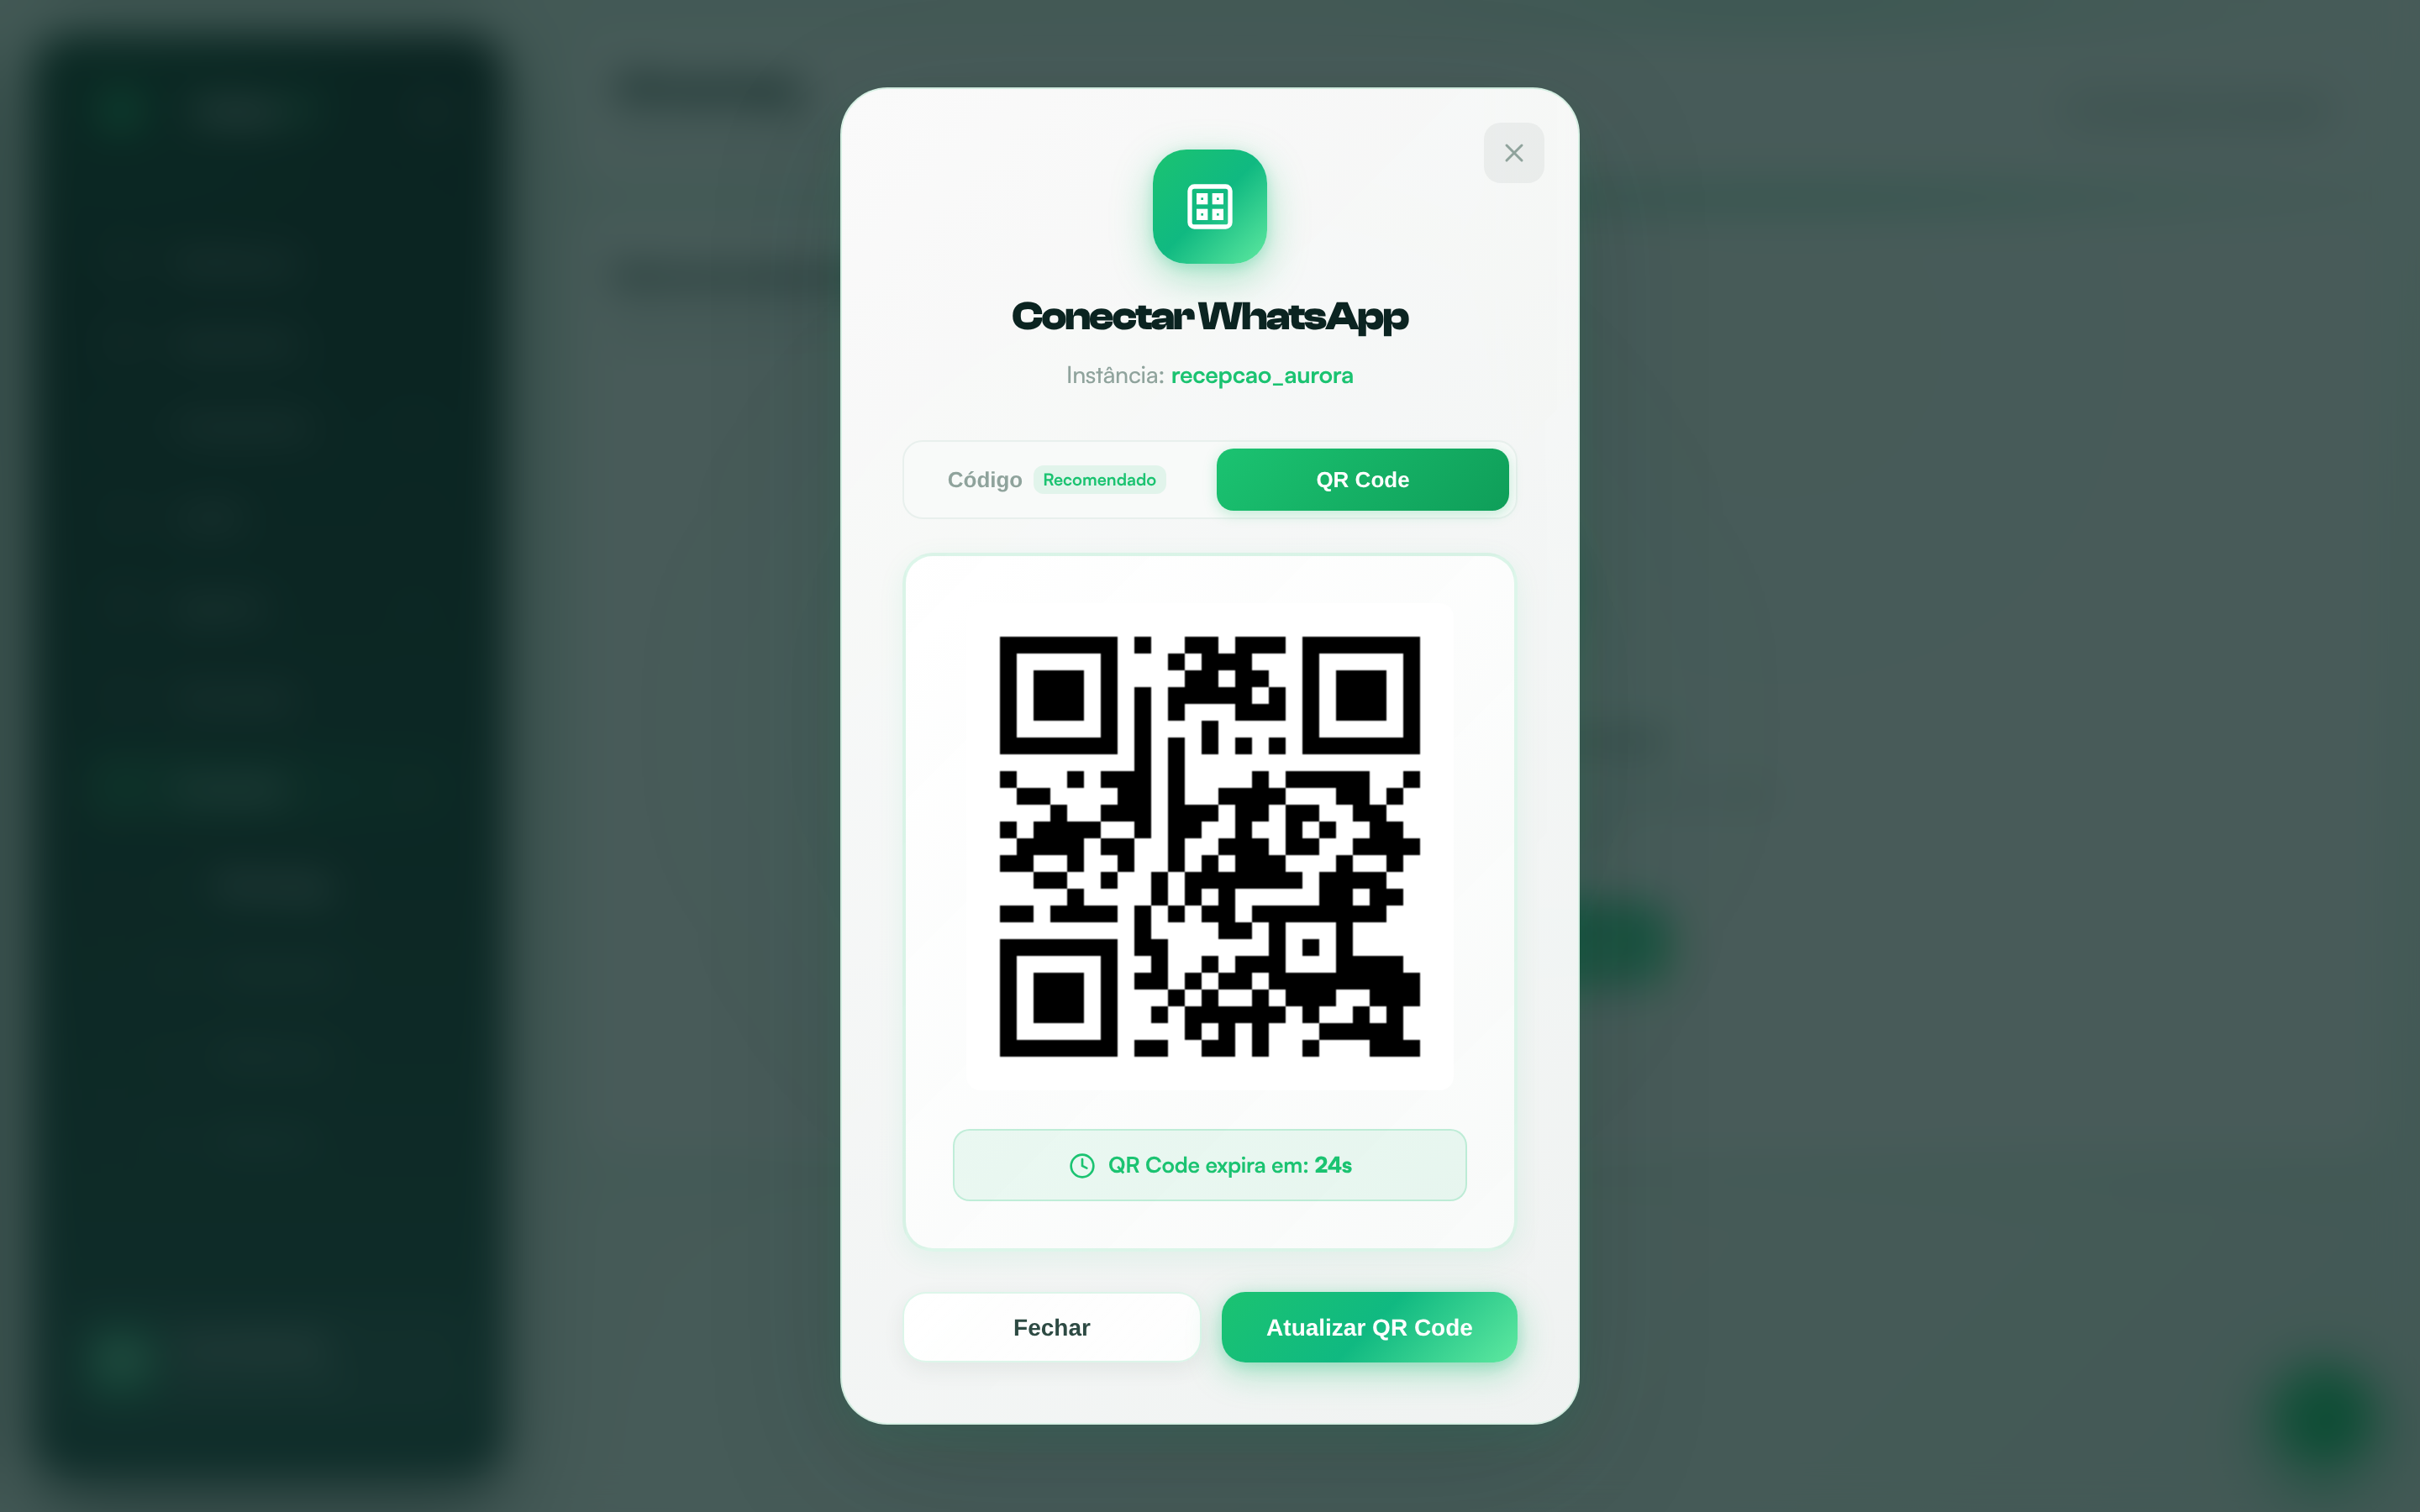 Conectar WhatsApp
Instância: recepcao_aurora
Código Recomendado
QR Code
QR Code expira em: 24s
Fechar
Atualizar QR Code